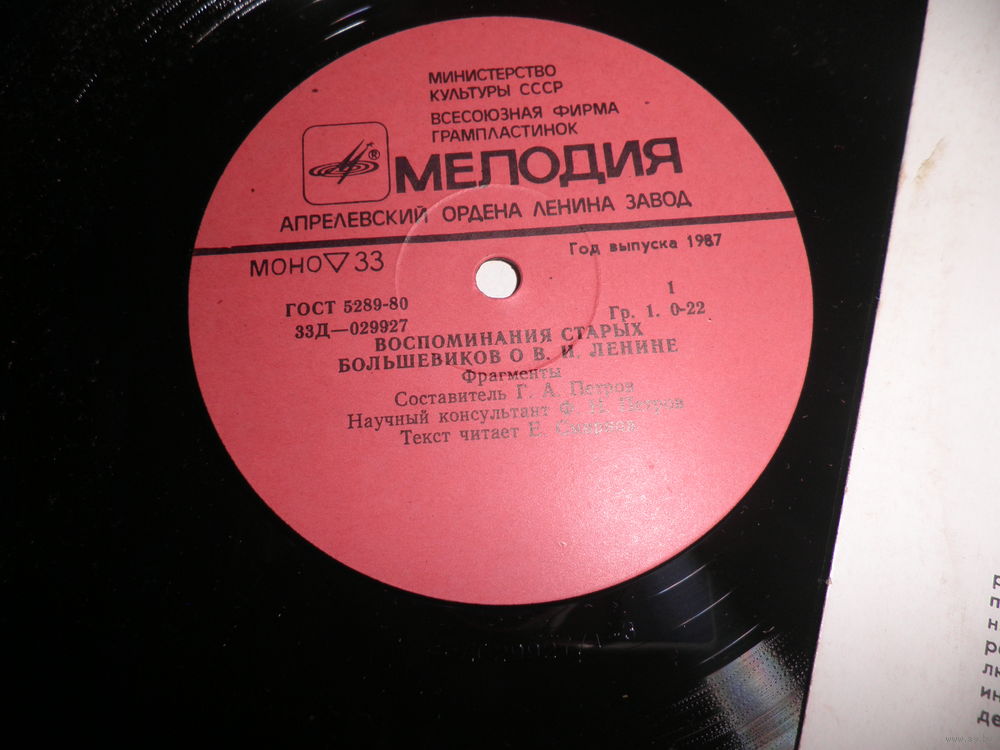 МИНИСТЕРСТВО
КУЛЬТУРЫ СССР
ВСЕСОЮЗНАЯ ФИРМА
ГРАМПЛАСТИНОК
®
МЕЛОДИЯ
АПРЕЛЕВСКИЙ ОРДЕНА ЛЕНИНА ЗАВОД
МОНО 33
Год выпуска 1987
ГОСТ 5289-80
1
33Д—029927
Гр. 1. 0-22
ВОСПОМИНАНИЯ СТАРЫХ
БОЛЬШЕВИКОВ О В. И. ЛЕНИНЕ
Фрагменты
Составитель Г. А. Петров
Научный консультант Ф. Н. Петров
Текст читает Е.